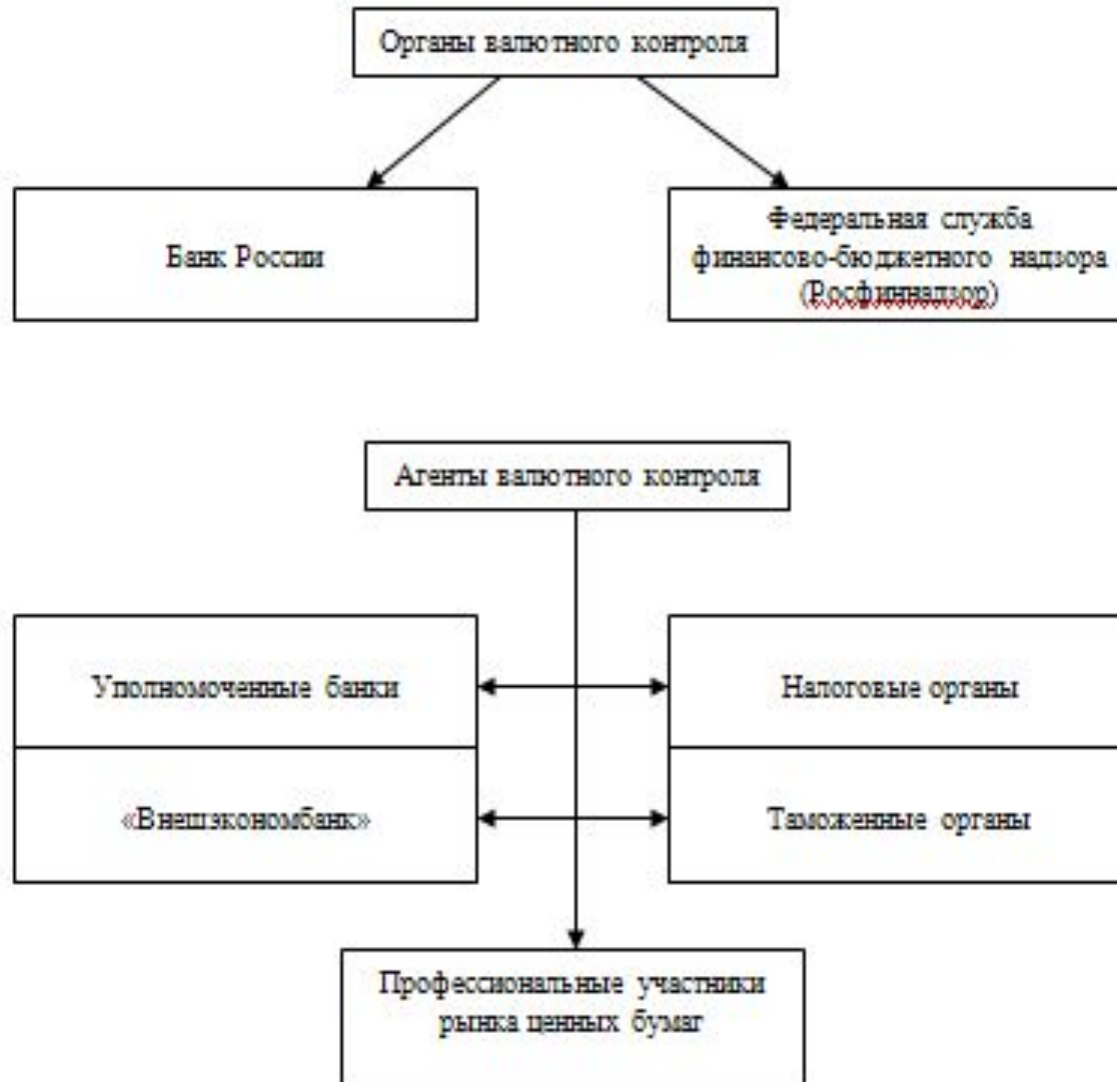 Органы валютного контроля
Банк России
Федеральная служба
финансово-бюджетного надзора
(Росфиннадзор)
Агенты валютного контроля
Уполномоченные банки
Налоговые органы
«Внешэкономбанк»
Таможенные органы
Профессиональные участники
рынка ценных бумаг